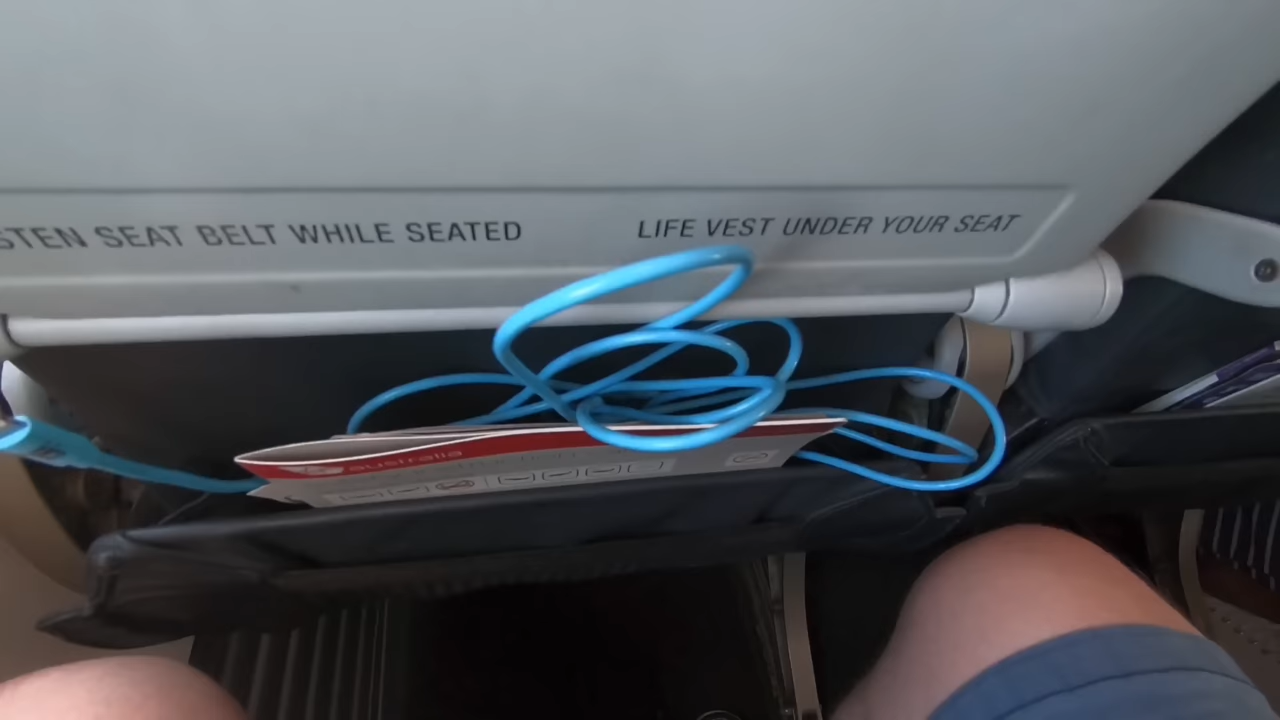 STEN SEAT BELT WHILE SEATED
LIFE VEST UNDER YOUR SEAT
australia